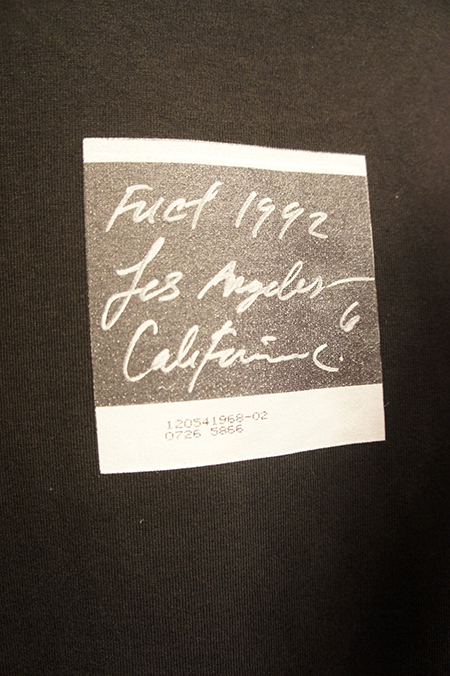 Fuct 1992
Los Angeles
6
California.
120541968-02
0726 5866